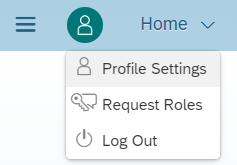 Home
Profile Settings
Request Roles
Log Out